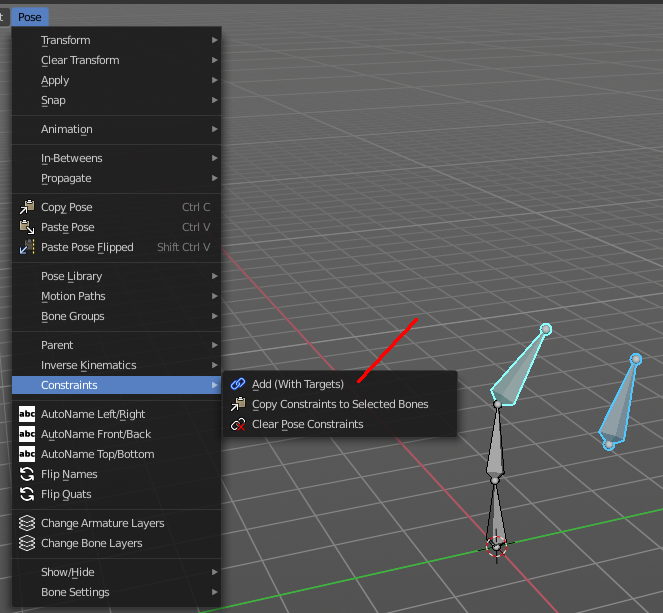 t Pose
Transform
Clear Transform
Apply
Snap
Animation
In-Betweens
Propagate
Copy Pose Ctrl C
Paste Pose Ctrl V
Paste Pose Flipped Shift Ctrl V
Pose Library
Motion Paths
Bone Groups
Parent
Inverse Kinematics
Constraints
Add (With Targets)
Copy Constraints to Selected Bones
Clear Pose Constraints
abc AutoName Left/Right
abc AutoName Front/Back
abc AutoName Top/Bottom
Flip Names
Flip Quats
Change Armature Layers
Change Bone Layers
Show/Hide
Bone Settings